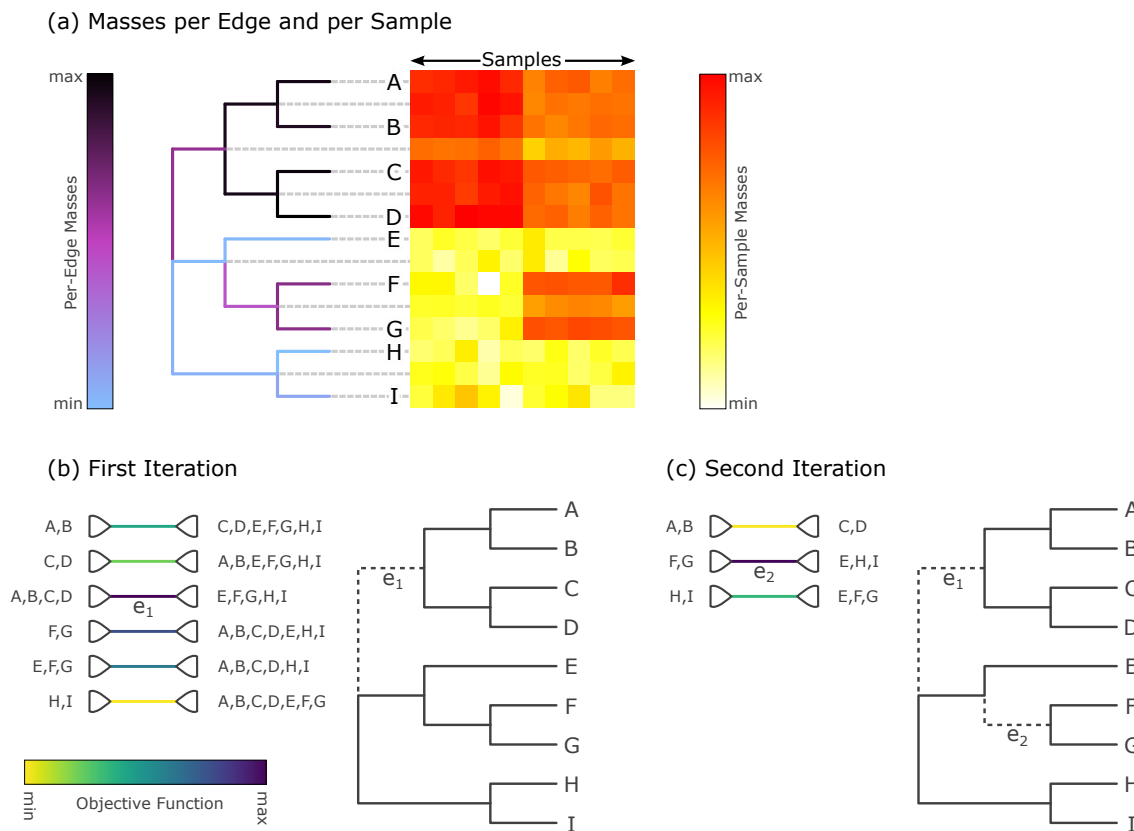 (a) Masses per Edge and per Sample
Samples
max
Per-Edge Masses
min
A
B
C
D
E
F
G
H
I
max
Per-Sample Masses
min
(b) First Iteration
A,B C,D,E,F,G,H,I
C,D A,B,E,F,G,H,I
A,B,C,D e1 E,F,G,H,I
F,G A,B,C,D,E,H,I
E,F,G A,B,C,D,H,I
H,I A,B,C,D,E,F,G
min Objective Function max
e1
A
B
C
D
E
F
G
H
I
(c) Second Iteration
A,B C,D
F,G e2 E,H,I
H,I E,F,G
e1
e2
A
B
C
D
E
F
G
H
I